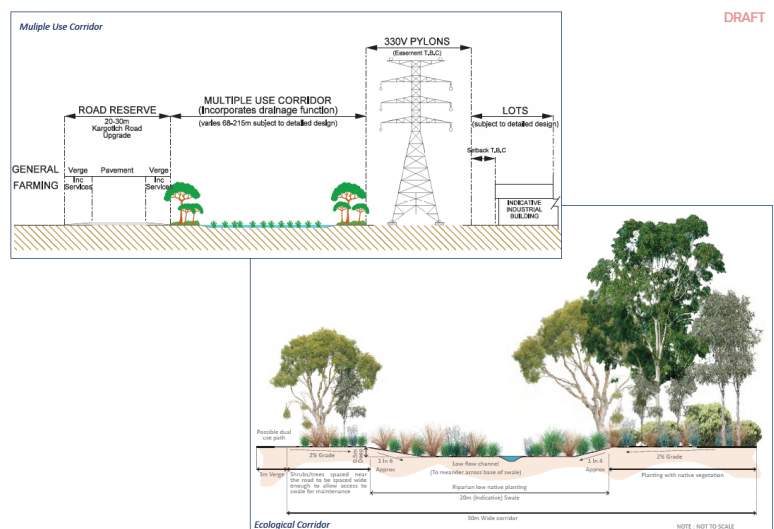 DRAFT
Muliple Use Corridor
330V PYLONS
(Easement T.B.C)
ROAD RESERVE
20-30m
Kargotich Road
Upgrade
MULTIPLE USE CORRIDOR
(Incorporates drainage function)
(varies 68-215m subject to detailed design)
LOTS
(subject to detailed design)
Setback T.B.C
GENERAL
FARMING
Verge
Inc
Services
Pavement
Verge
Inc
Services
INDICATIVE
INDUSTRIAL
BUILDING
Possible dual
use path
2% Grade
0.5m
Deep
1 in 6
Approx
Low flow channel
(To meander across base of swale)
1 in 4
Approx
2% Grade
3m Verge
Shrubs/trees spaced near
the road to be spaced wide
enough to allow access to
swale for maintenance
Riparian low native planting
20m (Indicative) Swale
Planting with native vegetation
50m Wide corridor
Ecological Corridor
NOTE : NOT TO SCALE